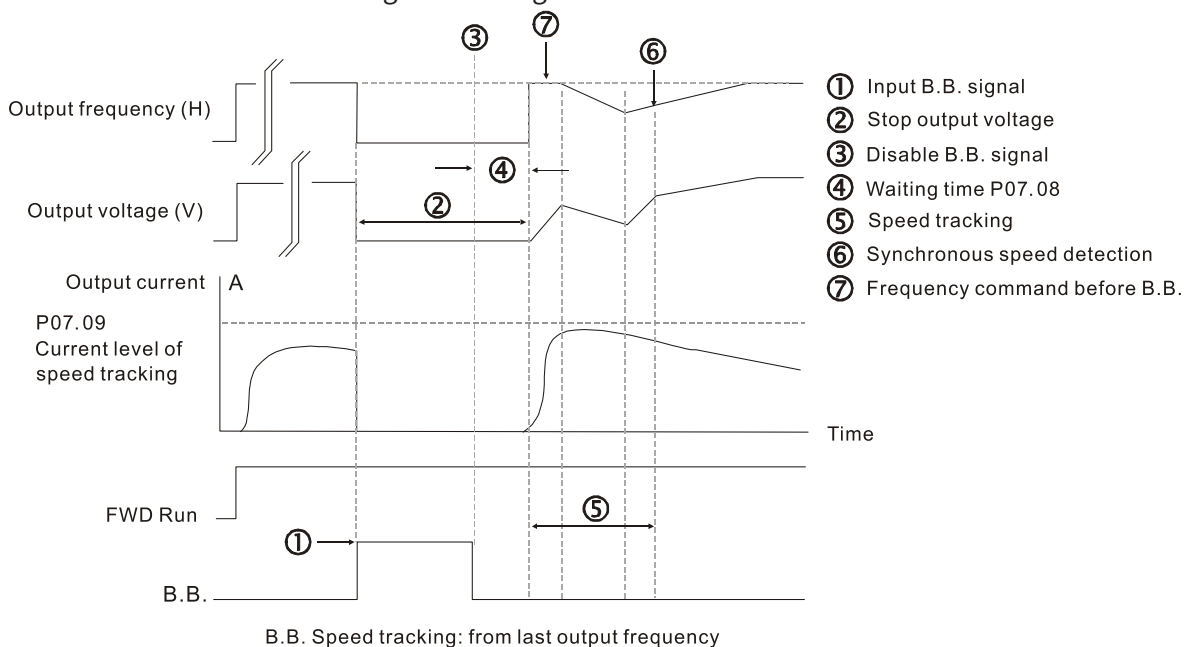 ③
⑦
⑥
Output frequency (H)
④
Output voltage (V)
②
Output current
A
P07.09
Current level of
speed tracking
Time
FWD Run
⑤
①
B.B.
① Input B.B. signal
② Stop output voltage
③ Disable B.B. signal
④ Waiting time P07.08
⑤ Speed tracking
⑥ Synchronous speed detection
⑦ Frequency command before B.B.
B.B. Speed tracking: from last output frequency